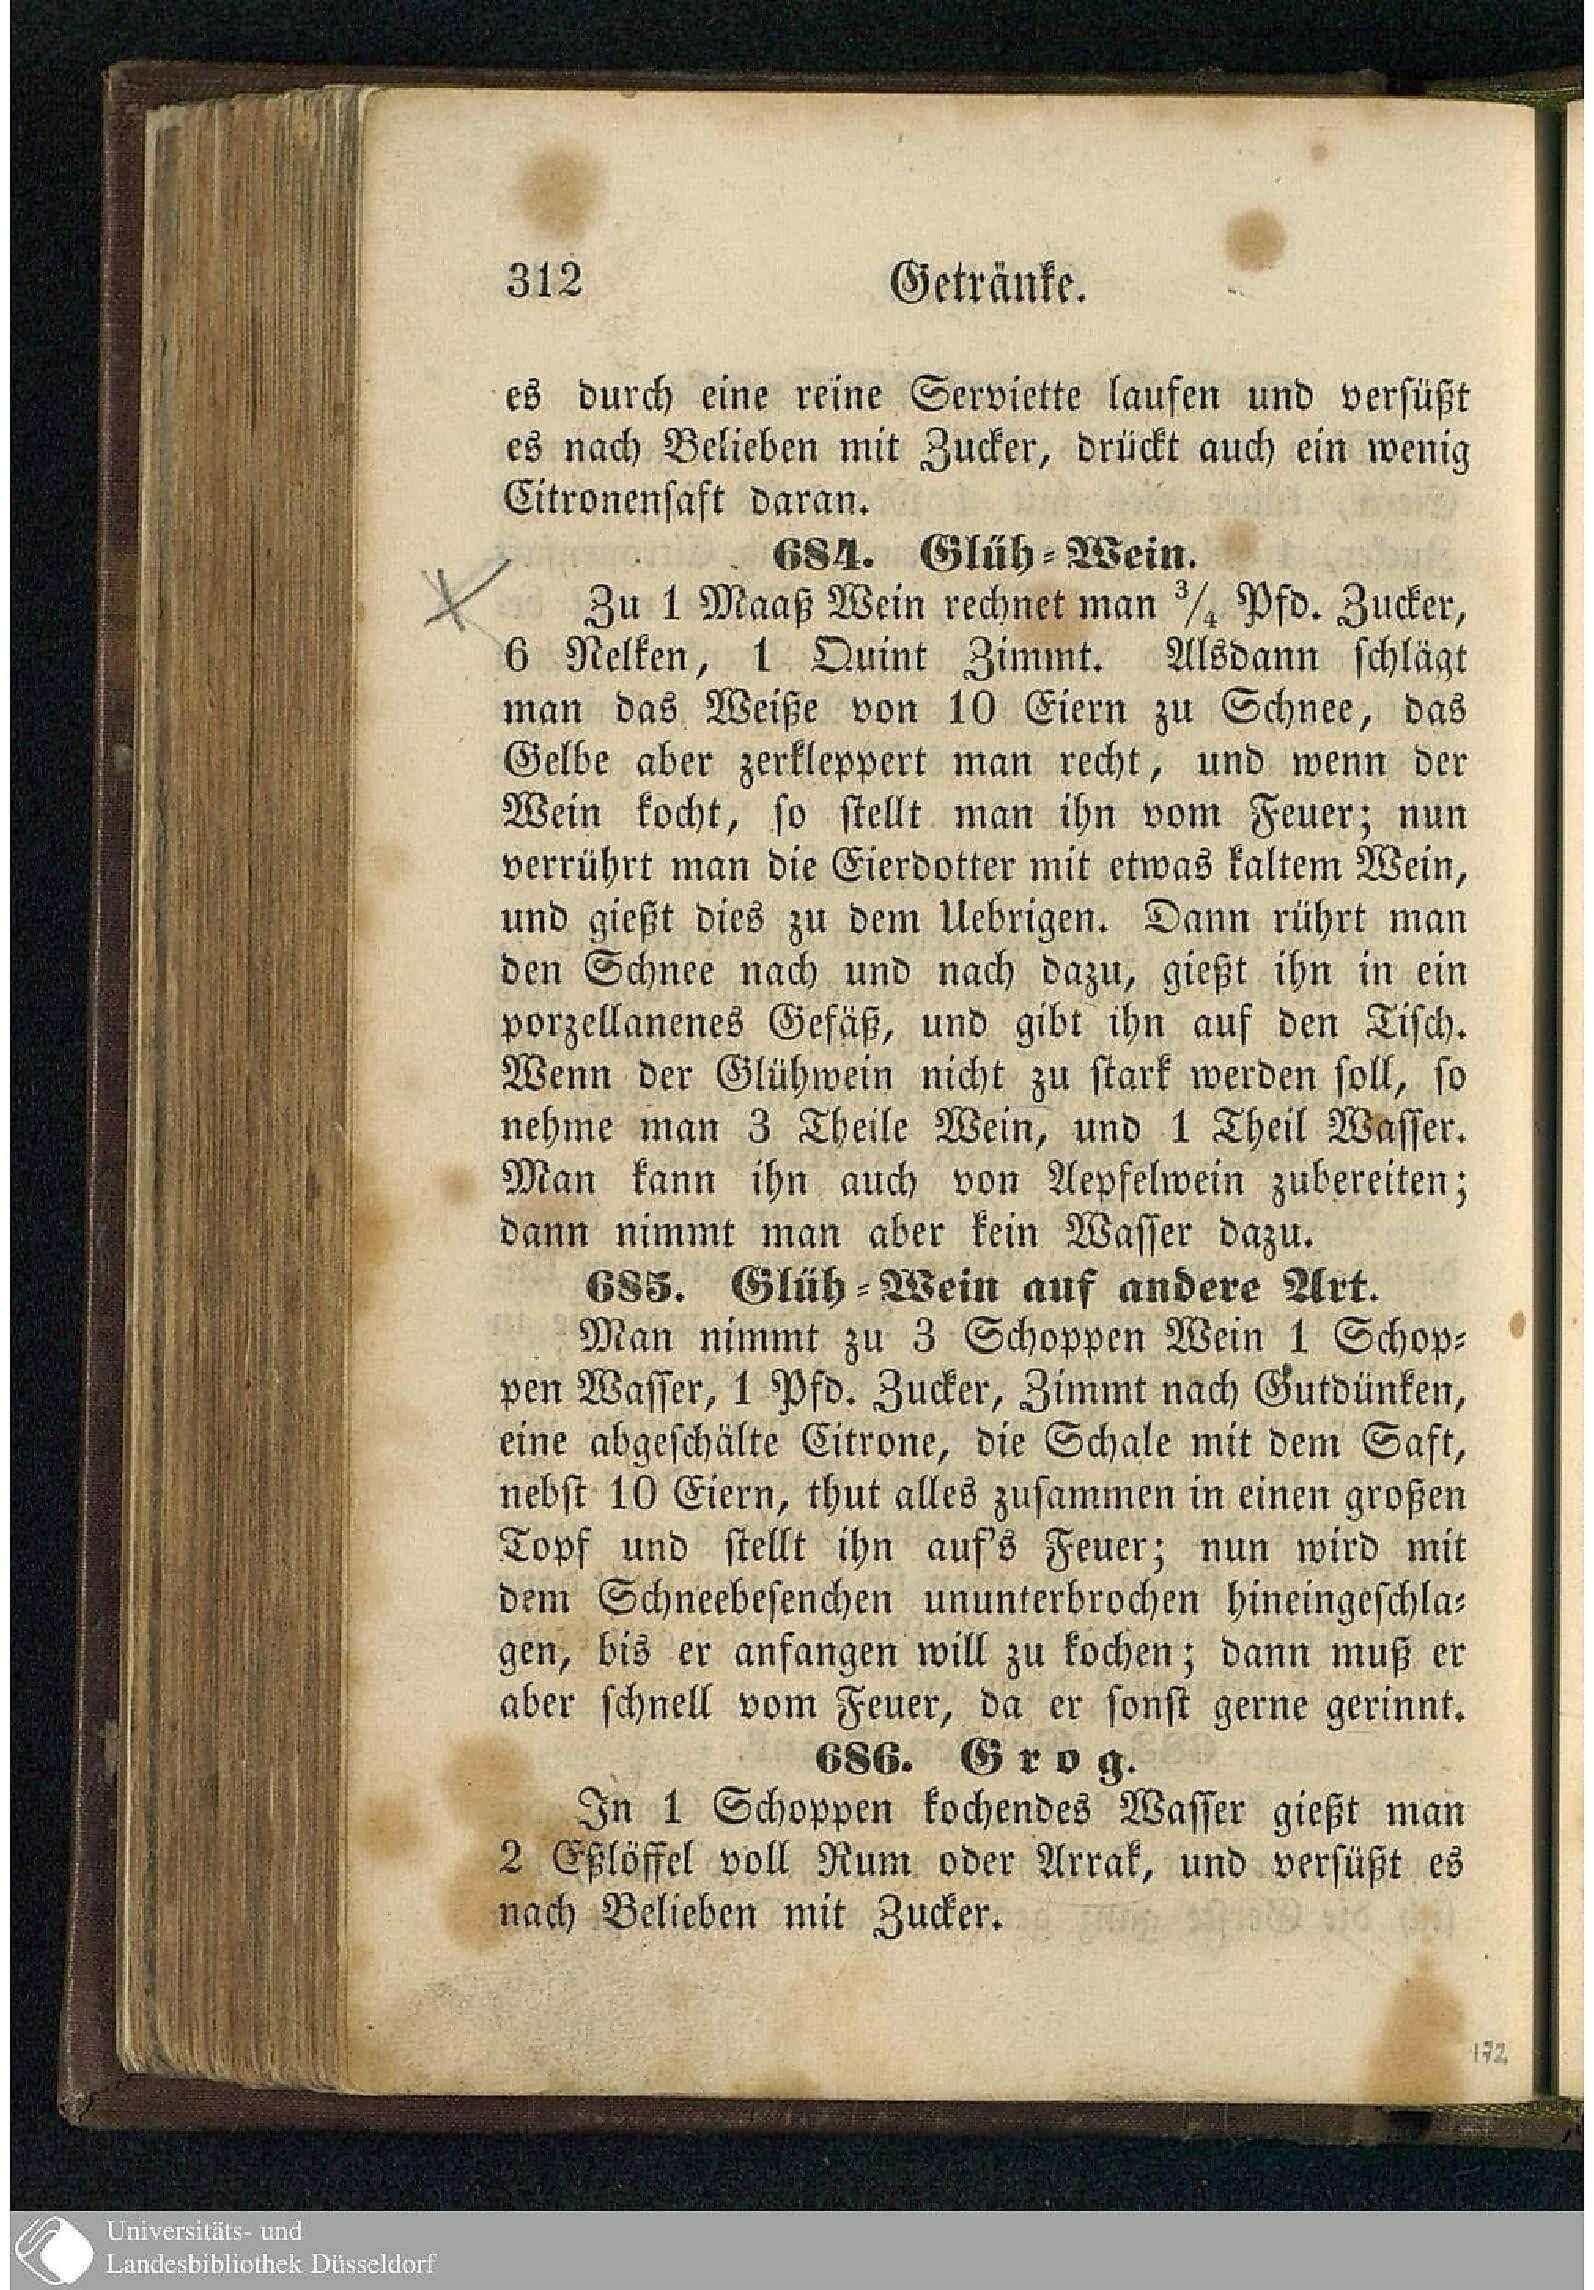 312 Getränke.
es durch eine reine Serviette laufen und versüßt
es nach Belieben mit Zucker, drückt auch ein wenig
Citronensaft daran.
684. Glüh-Wein.
Zu 1 Maaß Wein rechnet man 3/4 Pfd. Zucker,
6 Nelken, 1 Quint Zimmt. Alsdann schlägt
man das Weiße von 10 Eiern zu Schnee, das
Gelbe aber zerkleppert man recht, und wenn der
Wein kocht, so stellt man ihn vom Feuer; nun
verrührt man die Eierdotter mit etwas kaltem Wein,
und gießt dies zu dem Uebrigen. Dann rührt man
den Schnee nach und nach dazu, gießt ihn in ein
porzellanenes Gefäß, und gibt ihn auf den Tisch.
Wenn der Glühwein nicht zu stark werden soll, so
nehme man 3 Theile Wein, und 1 Theil Wasser.
Man kann ihn auch von Aepfelwein zubereiten;
dann nimmt man aber kein Wasser dazu.
685. Glüh-Wein auf andere Art.
Man nimmt zu 3 Schoppen Wein 1 Schop-
pen Wasser, 1 Pfd. Zucker, Zimmt nach Gutdünken,
eine abgeschälte Citrone, die Schale mit dem Saft,
nebst 10 Eiern, thut alles zusammen in einen großen
Topf und stellt ihn auf's Feuer; nun wird mit
dem Schneebesenchen ununterbrochen hineingeschla-
gen, bis er anfangen will zu kochen; dann muß er
aber schnell vom Feuer, da er sonst gerne gerinnt.
686. Grog.
In 1 Schoppen kochendes Wasser gießt man
2 Eßlöffel voll Rum oder Arrak, und versüßt es
nach Belieben mit Zucker.
172
Universitäts- und
Landesbibliothek Düsseldorf